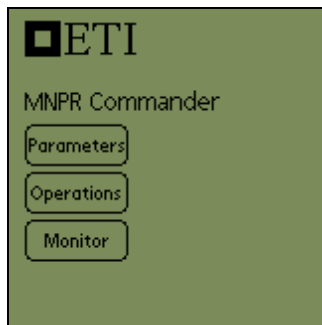 ETI
MNPR Commander
Parameters
Operations
Monitor